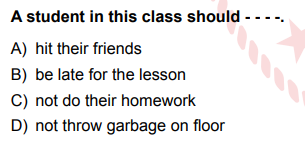 A student in this class should - - - -.
A) hit their friends
B) be late for the lesson
C) not do their homework
D) not throw garbage on floor